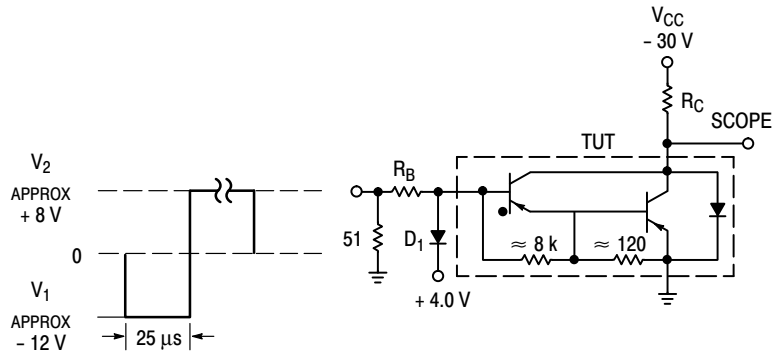 V2
APPROX
+ 8 V
0
V1
APPROX
- 12 V
25 μs
VCC
- 30 V
RC
SCOPE
TUT
RB
51
D1
+ 4.0 V
≈ 8 k
≈ 120